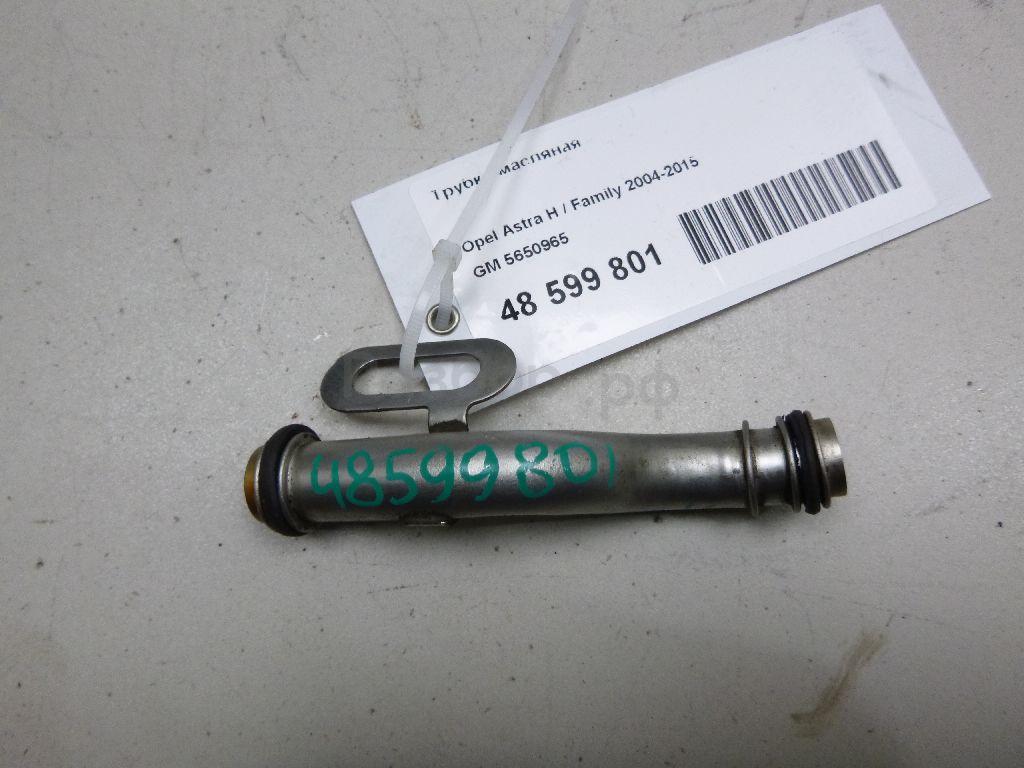 Трубка масляная
Opel Astra H / Family 2004-2015
GM 5650965
48 599 801
48599801